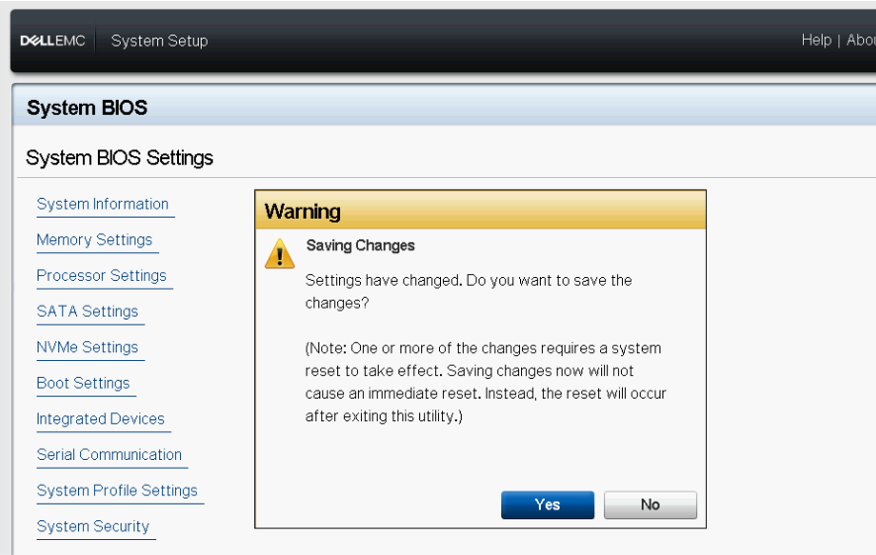 DELLEMC System Setup Help | Abou
System BIOS
System BIOS Settings
System Information
Memory Settings
Processor Settings
SATA Settings
NVMe Settings
Boot Settings
Integrated Devices
Serial Communication
System Profile Settings
System Security
Warning
Saving Changes
Settings have changed. Do you want to save the
changes?
(Note: One or more of the changes requires a system
reset to take effect. Saving changes now will not
cause an immediate reset. Instead, the reset will occur
after exiting this utility.)
Yes No